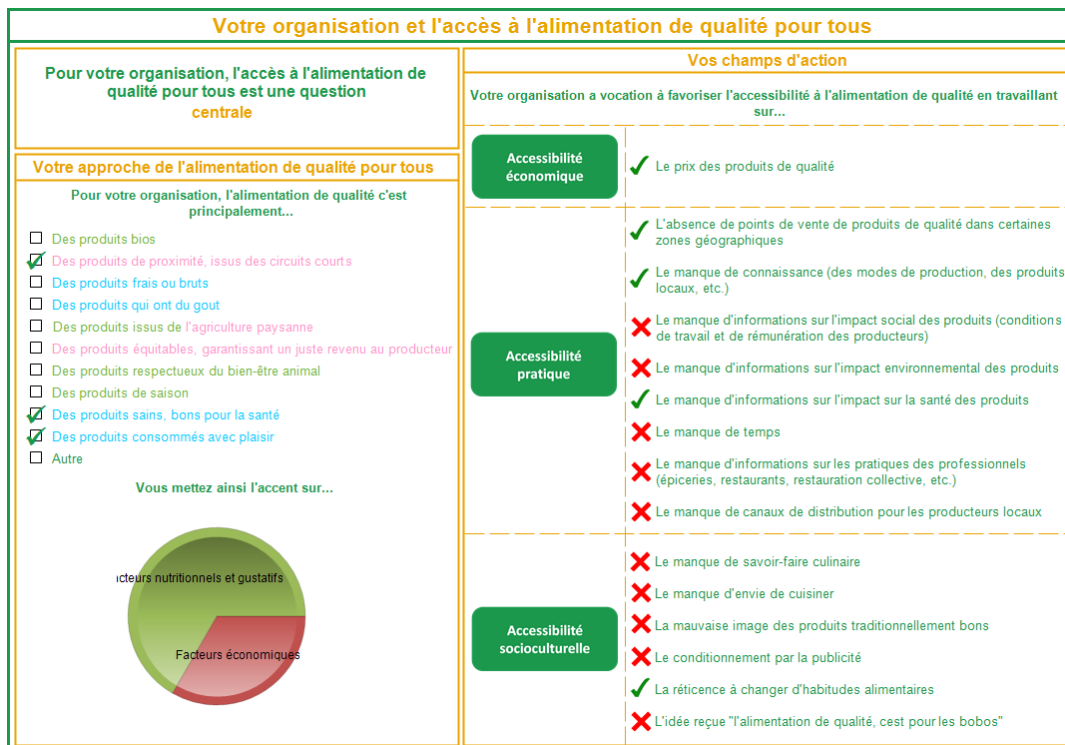 Votre organisation et l'accès à l'alimentation de qualité pour tous
Pour votre organisation, l'accès à l'alimentation de
qualité pour tous est une question
centrale
Votre approche de l'alimentation de qualité pour tous
Pour votre organisation, l'alimentation de qualité c'est
principalement...
Des produits bios
Des produits de proximité, issus des circuits courts
Des produits frais ou bruts
Des produits qui ont du gout
Des produits issus de l'agriculture paysanne
Des produits équitables, garantissant un juste revenu au producteur
Des produits respectueux du bien-être animal
Des produits de saison
Des produits sains, bons pour la santé
Des produits consommés avec plaisir
Autre
Vous mettez ainsi l'accent sur...
cteurs nutritionnels et gustatifs
Facteurs économiques
Vos champs d'action
Votre organisation a vocation à favoriser l'accessibilité à l'alimentation de qualité en travaillant
sur...
Accessibilité
économique
Le prix des produits de qualité
Accessibilité
pratique
L'absence de points de vente de produits de qualité dans certaines
zones géographiques
Le manque de connaissance (des modes de production, des produits
locaux, etc.)
Le manque d'informations sur l'impact social des produits (conditions
de travail et de rémunération des producteurs)
Le manque d'informations sur l'impact environnemental des produits
Le manque d'informations sur l'impact sur la santé des produits
Le manque de temps
Le manque d'informations sur les pratiques des professionnels
(épiceries, restaurants, restauration collective, etc.)
Le manque de canaux de distribution pour les producteurs locaux
Accessibilité
socioculturelle
Le manque de savoir-faire culinaire
Le manque d'envie de cuisiner
La mauvaise image des produits traditionnellement bons
Le conditionnement par la publicité
La réticence à changer d'habitudes alimentaires
L'idée reçue "l'alimentation de qualité, cest pour les bobos"